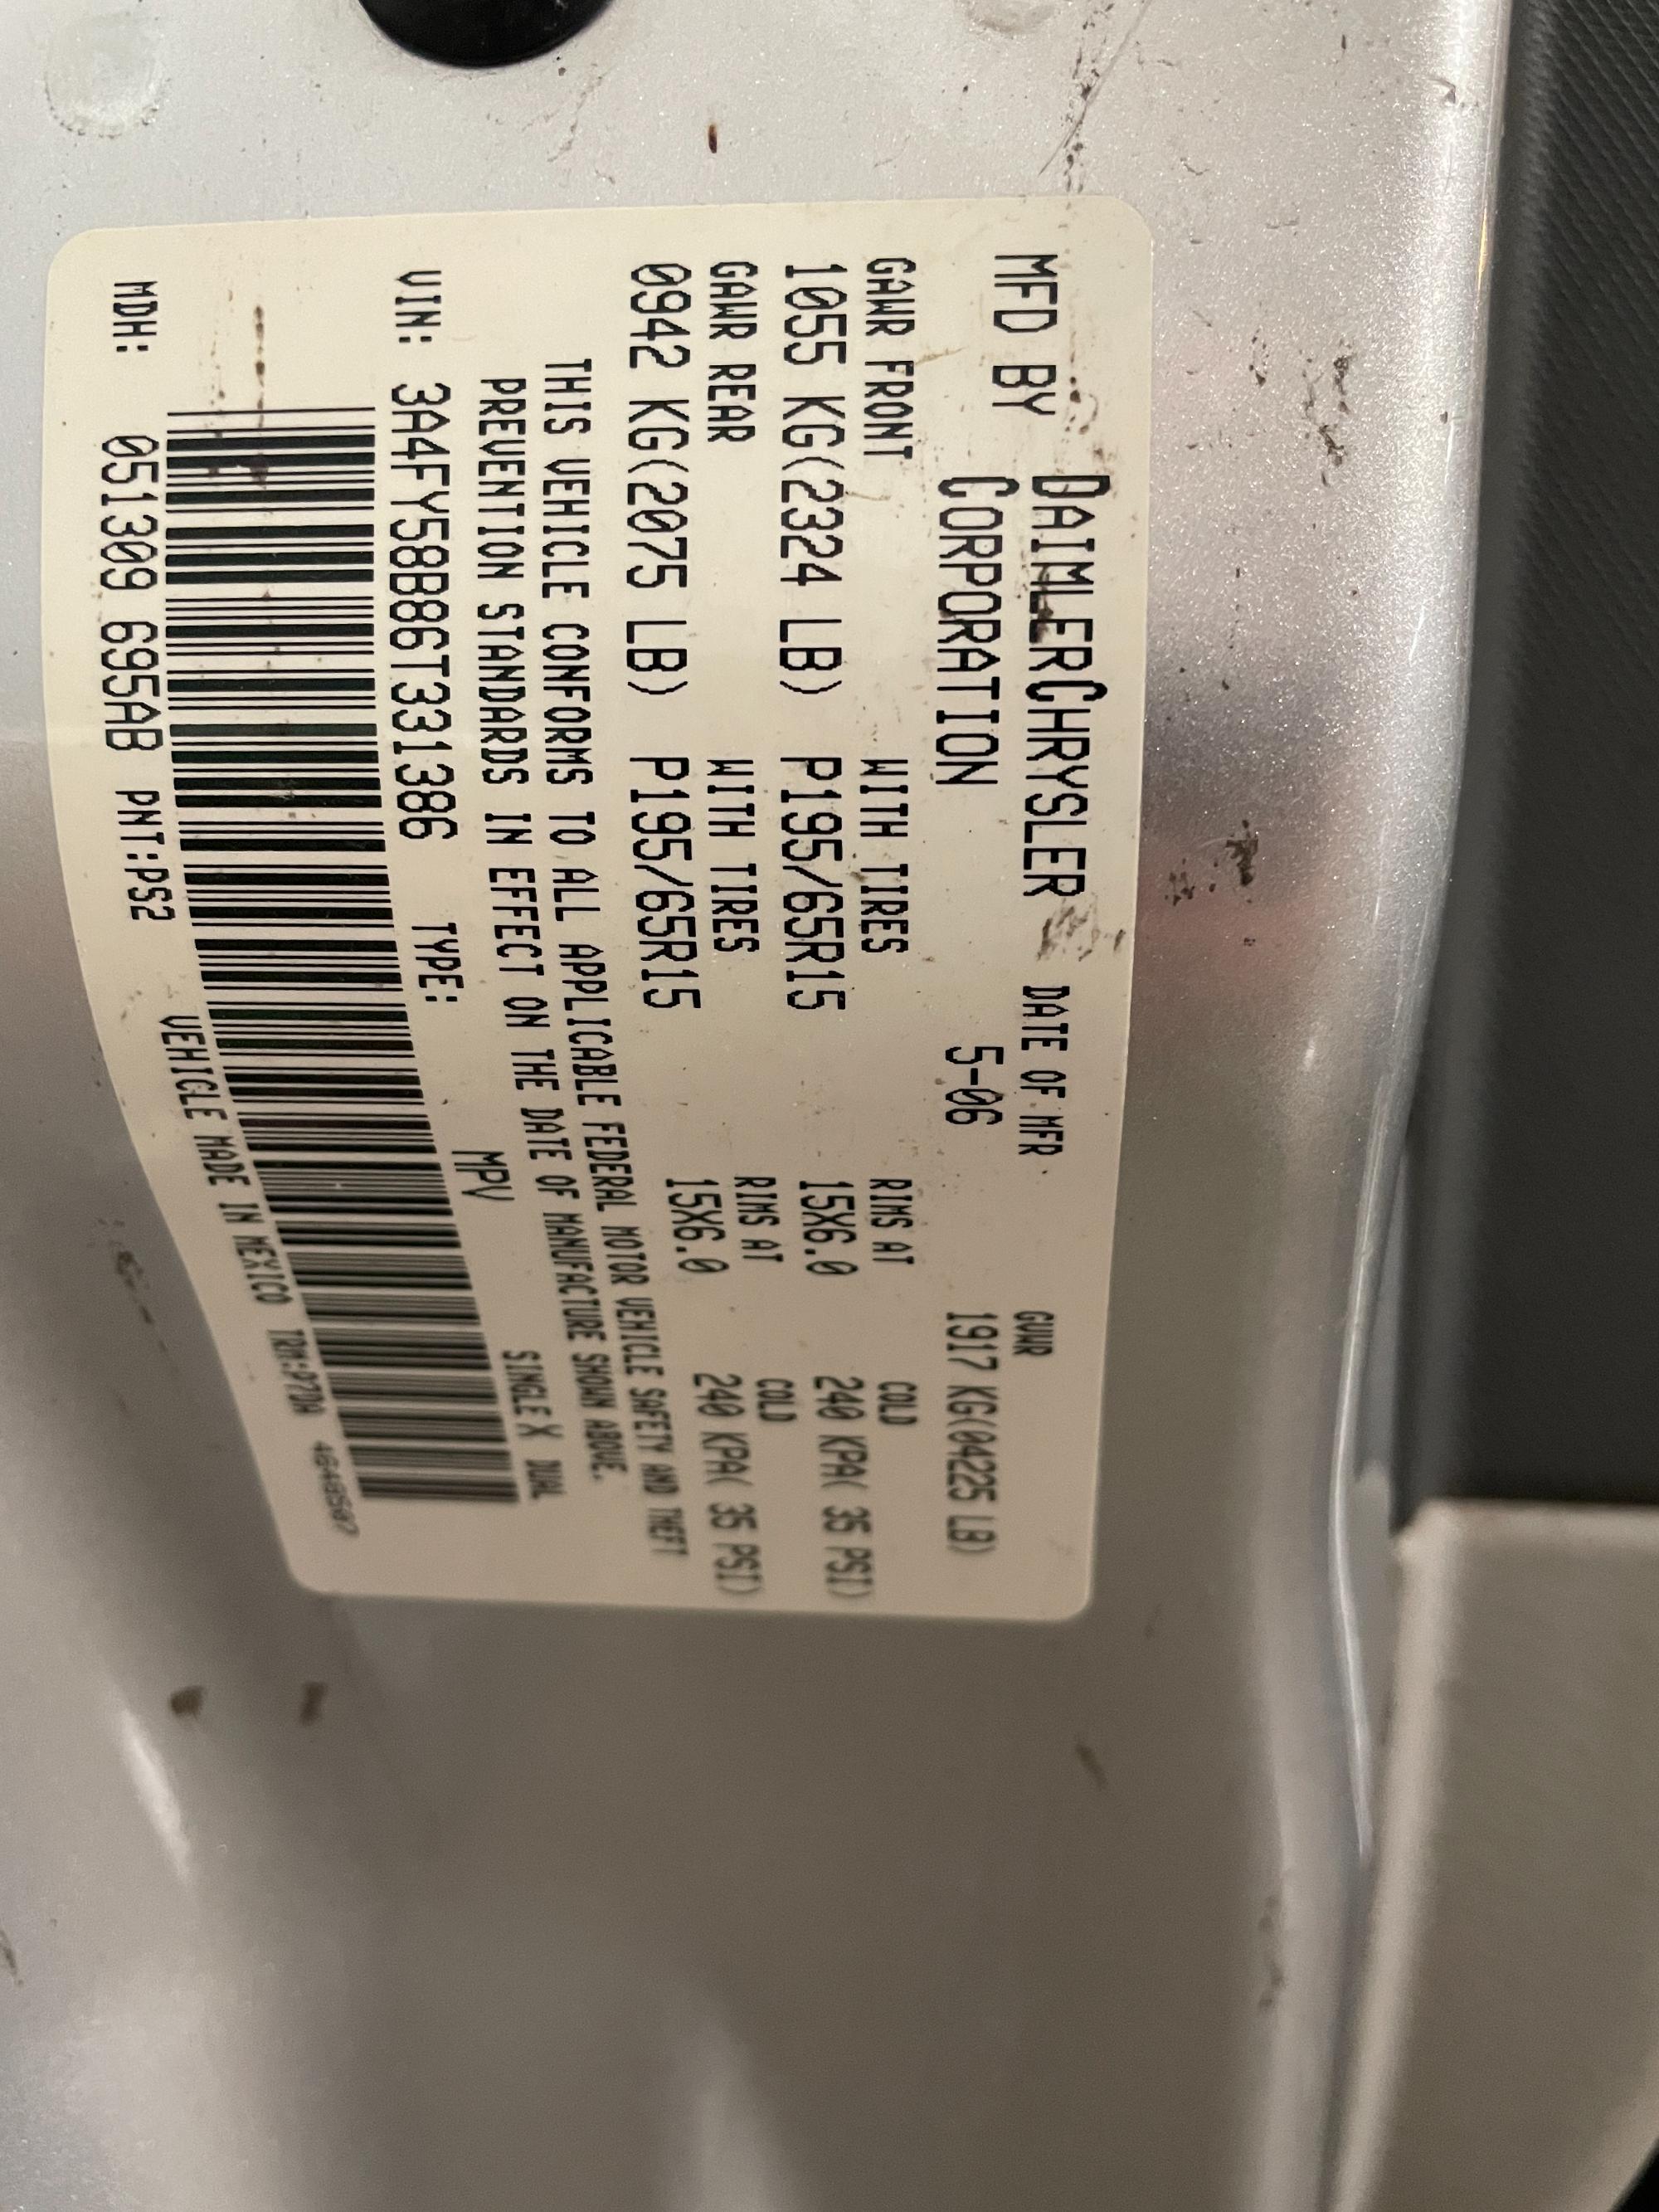 MFD BY DAIMLERCHRYSLER CORPORATION
DATE OF MFR 5-06
GVWR 1917 KG(04225 LB)
GAWR FRONT WITH TIRES RIMS AT COLD
1055 KG(2324 LB) P195/65R15 15X6.0 240 KPA( 35 PSI)
GAWR REAR WITH TIRES RIMS AT COLD
0942 KG(2075 LB) P195/65R15 15X6.0 240 KPA( 35 PSI)
THIS VEHICLE CONFORMS TO ALL APPLICABLE FEDERAL MOTOR VEHICLE SAFETY AND THEFT
PREVENTION STANDARDS IN EFFECT ON THE DATE OF MANUFACTURE SHOWN ABOVE.
VIN: 3A4FY58B86T331386 TYPE: MPV SINGLE X DUAL
MDH: 051309 695AB PNT:PS2 VEHICLE MADE IN MEXICO